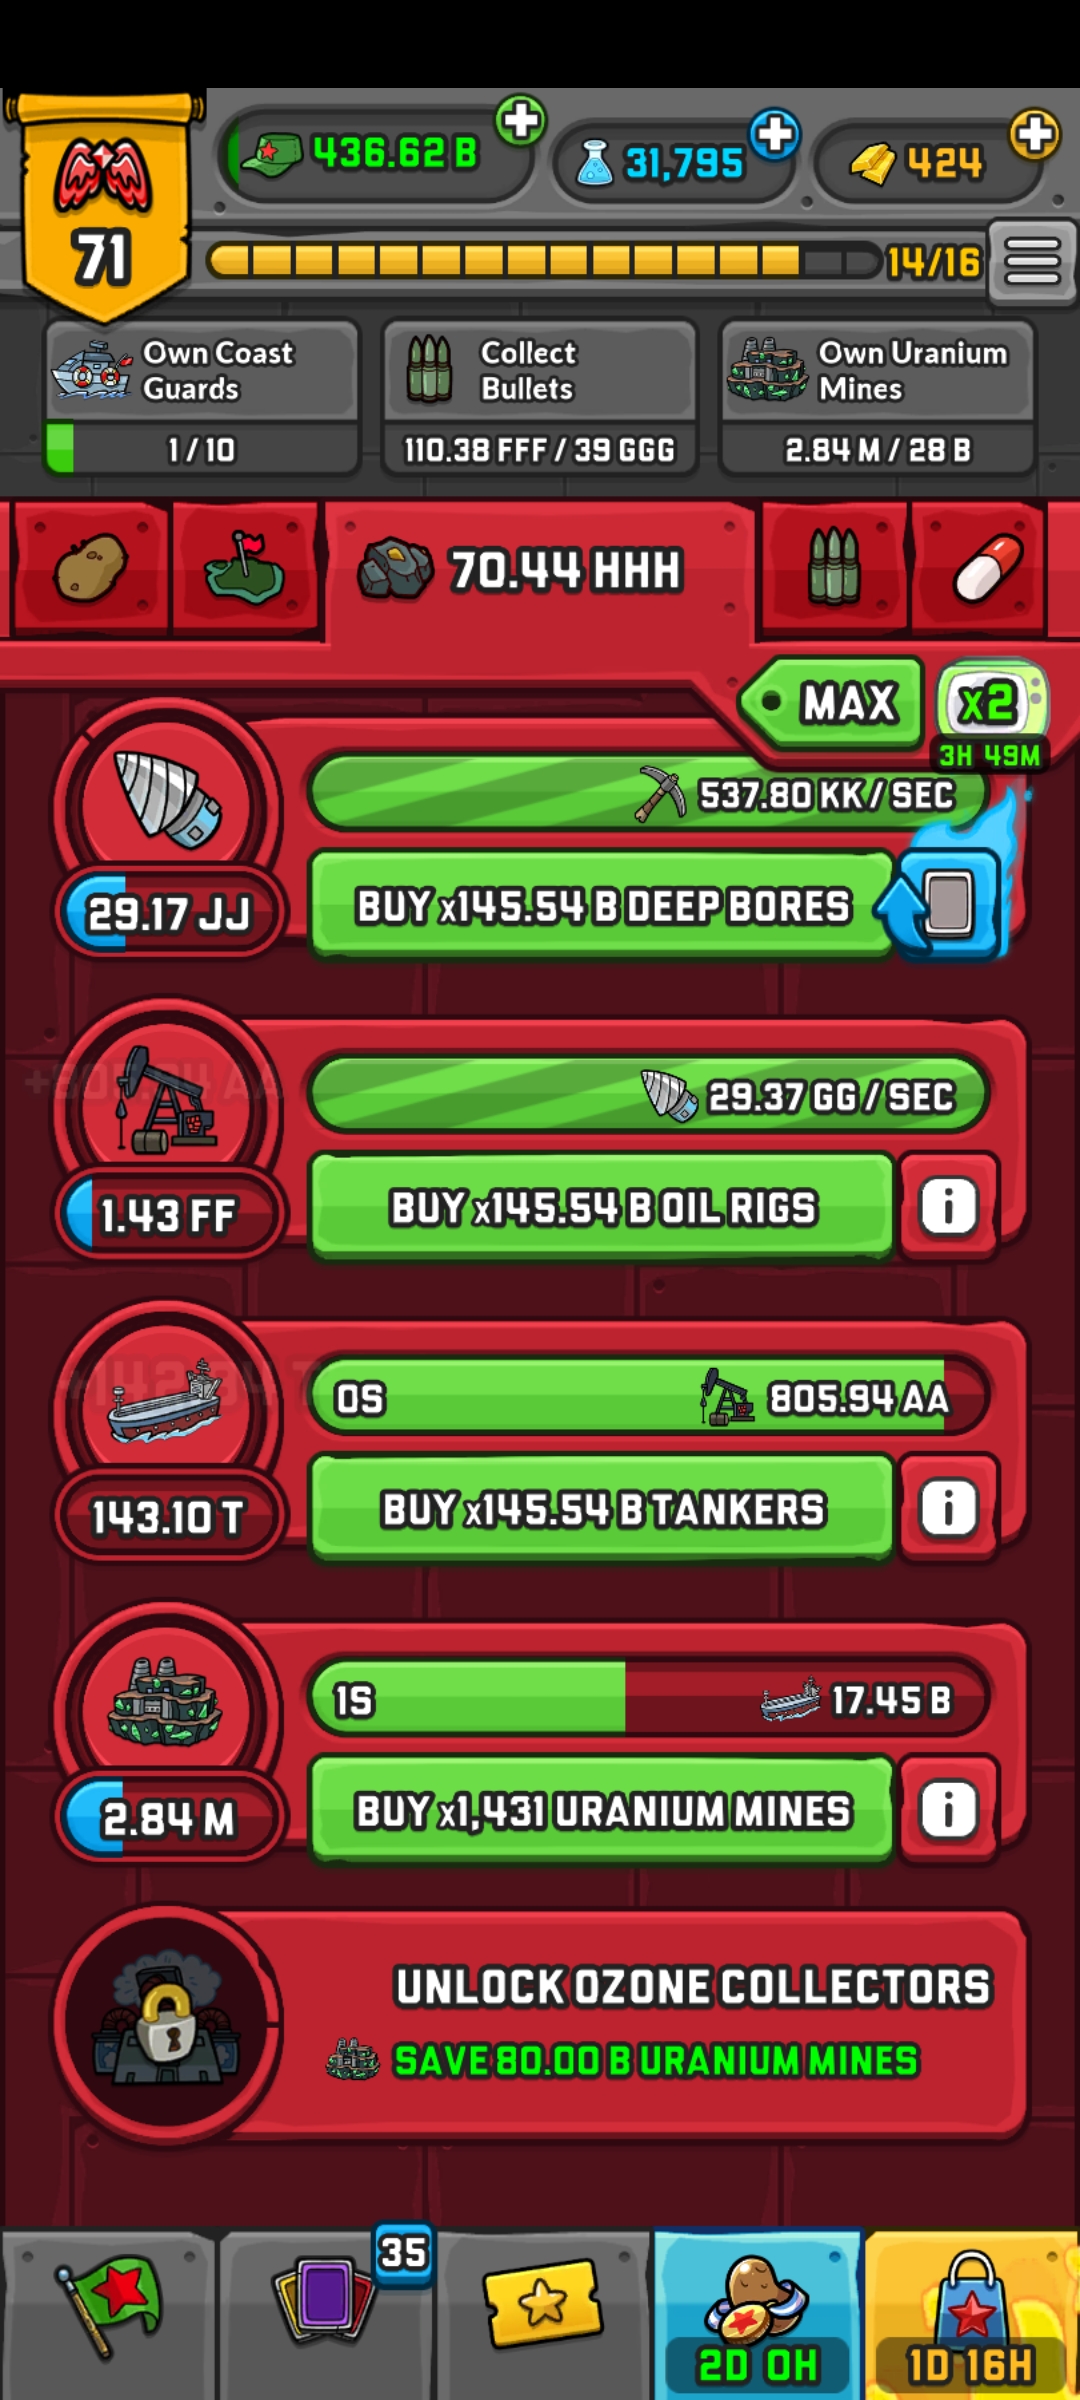 436.62 B
31,795
424
71
14/16
Own Coast
Guards
1/10
Collect
Bullets
110.38 FFF / 39 GGG
Own Uranium
Mines
2.84 M / 28 B
70.44 HHH
MAX
x2
3H 49M
537.80 KK/SEC
29.17 JJ
BUY x145.54 B DEEP BORES
+805.94 AA
29.37 GG/SEC
1.43 FF
BUY x145.54 B OIL RIGS
i
0S
805.94 AA
143.10 T
BUY x145.54 B TANKERS
i
1S
17.45 B
2.84 M
BUY x1,431 URANIUM MINES
i
UNLOCK OZONE COLLECTORS
SAVE 80.00 B URANIUM MINES
35
2D 0H
1D 16H